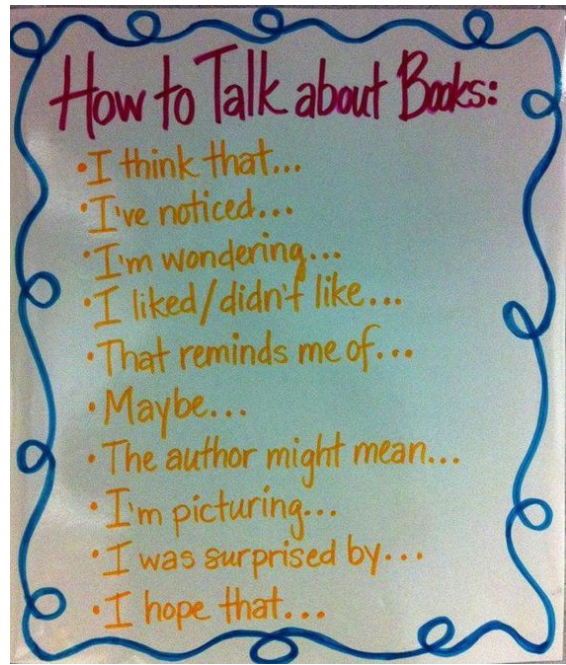 How to Talk about Books:
•I think that...
•I've noticed...
•I'm wondering...
•I liked/didn't like...
•That reminds me of...
•Maybe...
•The author might mean...
•I'm picturing...
•I was surprised by...
•I hope that...